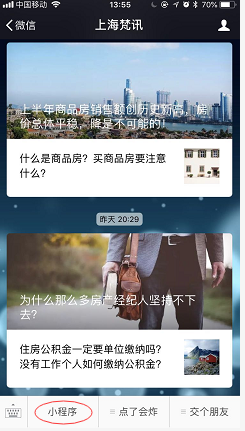 中国移动 13:55 70%
微信 上海梵讯
上半年商品房销售额创历史新高，房
价总体平稳，降是不可能的！
什么是商品房？买商品房要注意
什么？
昨天 20:29
为什么那么多房产经纪人坚持不下
去？
住房公积金一定要单位缴纳吗？
没有工作个人如何缴纳公积金？
小程序 点了会炸 交个朋友